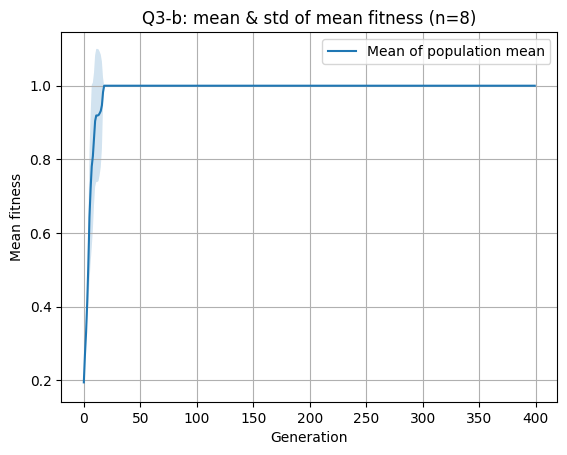 Q3-b: mean & std of mean fitness (n=8)
Mean of population mean
1.0
0.8
0.6
0.4
0.2
Mean fitness
0 50 100 150 200 250 300 350 400
Generation